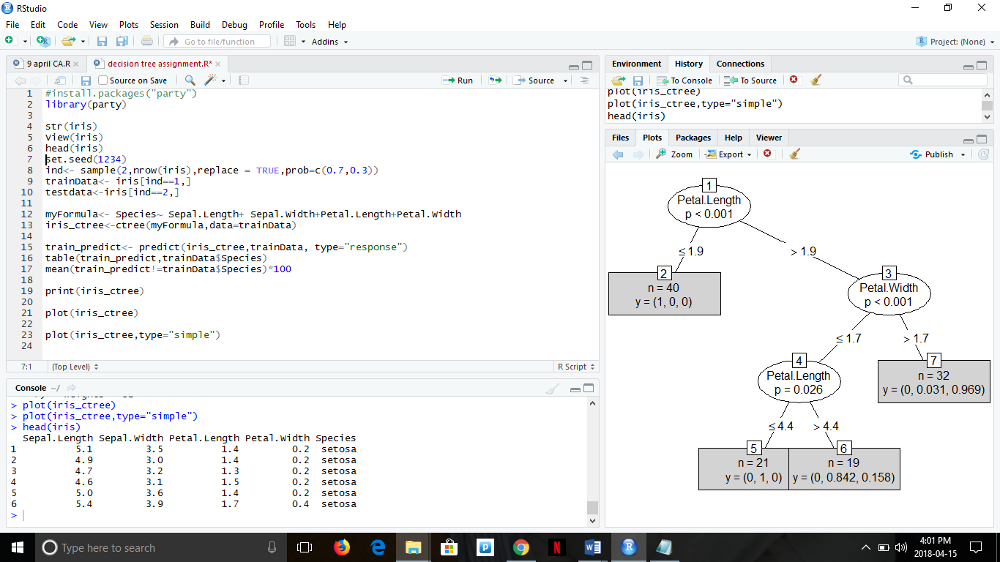 RStudio
File Edit Code View Plots Session Build Debug Profile Tools Help
Go to file/function Addins Project: (None)
9 april CA.R decision tree assignment.R*
Source on Save Run Source
1 #install.packages("party")
2 library(party)
3
4 str(iris)
5 View(iris)
6 head(iris)
7 set.seed(1234)
8 ind<- sample(2,nrow(iris),replace = TRUE,prob=c(0.7,0.3))
9 trainData<- iris[ind==1,]
10 testdata<-iris[ind==2,]
11
12 myFormula<- Species~ Sepal.Length+ Sepal.Width+Petal.Length+Petal.Width
13 iris_ctree<-ctree(myFormula,data=trainData)
14
15 train_predict<- predict(iris_ctree,trainData, type="response")
16 table(train_predict,trainData$Species)
17 mean(train_predict!=trainData$Species)*100
18
19 print(iris_ctree)
20
21 plot(iris_ctree)
22
23 plot(iris_ctree,type="simple")
24
7:1 (Top Level) R Script
Console ~/
> plot(iris_ctree)
> plot(iris_ctree,type="simple")
> head(iris)
Sepal.Length Sepal.Width Petal.Length Petal.Width Species
1 5.1 3.5 1.4 0.2 setosa
2 4.9 3.0 1.4 0.2 setosa
3 4.7 3.2 1.3 0.2 setosa
4 4.6 3.1 1.5 0.2 setosa
5 5.0 3.6 1.4 0.2 setosa
6 5.4 3.9 1.7 0.4 setosa
>
Environment History Connections
To Console To Source
plot(iris_ctree)
plot(iris_ctree,type="simple")
head(iris)
Files Plots Packages Help Viewer
Zoom Export Publish
1
Petal.Length
p < 0.001
≤ 1.9 > 1.9
2
n = 40
y = (1, 0, 0)
3
Petal.Width
p < 0.001
≤ 1.7 > 1.7
4
Petal.Length
p = 0.026
7
n = 32
y = (0, 0.031, 0.969)
≤ 4.4 > 4.4
5
n = 21
y = (0, 1, 0)
6
n = 19
y = (0, 0.842, 0.158)
Type here to search
4:01 PM
2018-04-15